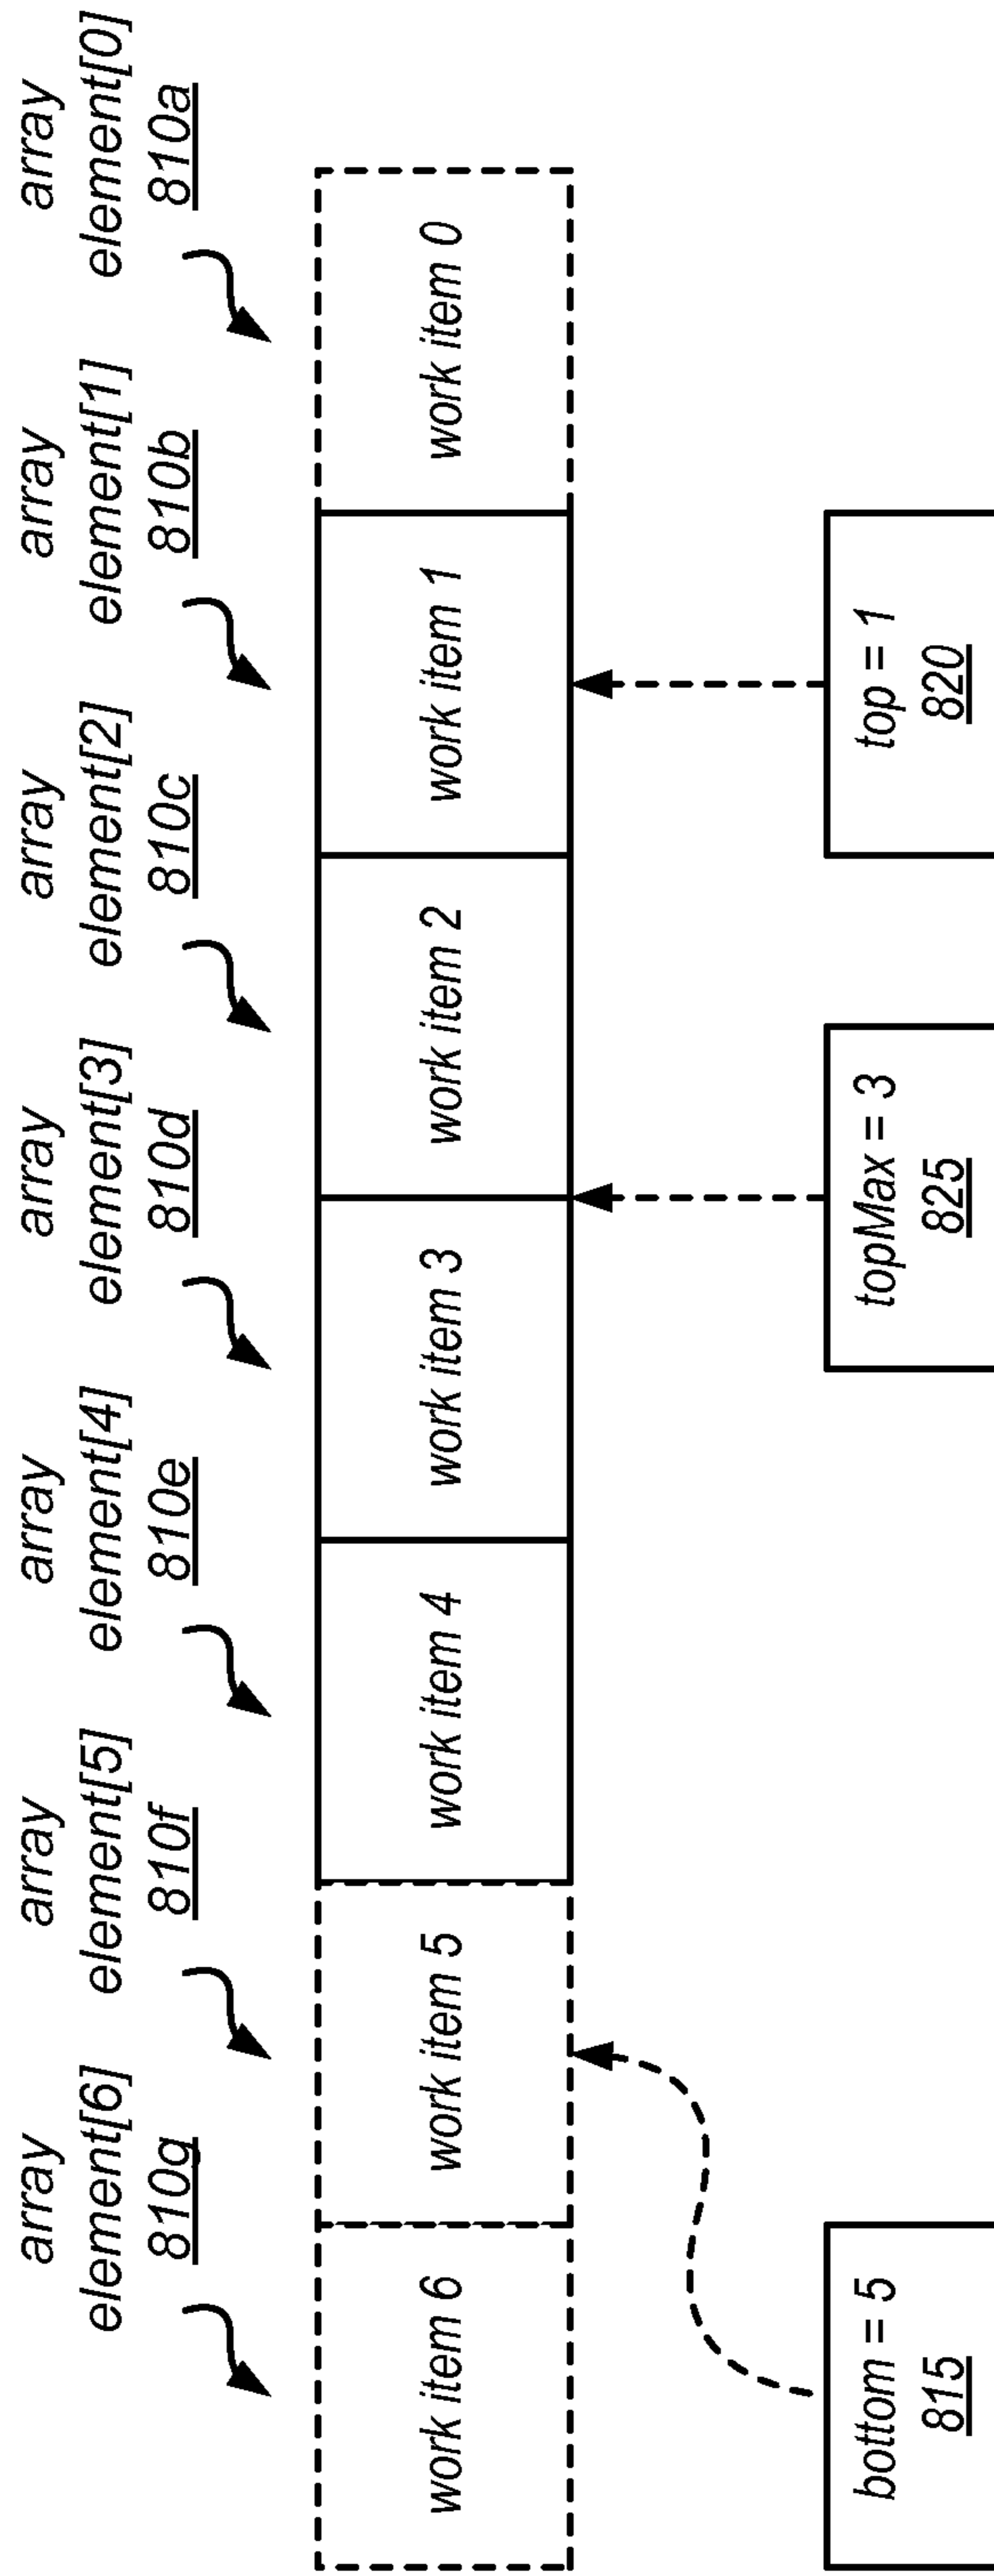 array
element[6]
810g
array
element[5]
810f
array
element[4]
810e
array
element[3]
810d
array
element[2]
810c
array
element[1]
810b
array
element[0]
810a
work item 6
work item 5
work item 4
work item 3
work item 2
work item 1
work item 0
bottom = 5
815
topMax = 3
825
top = 1
820